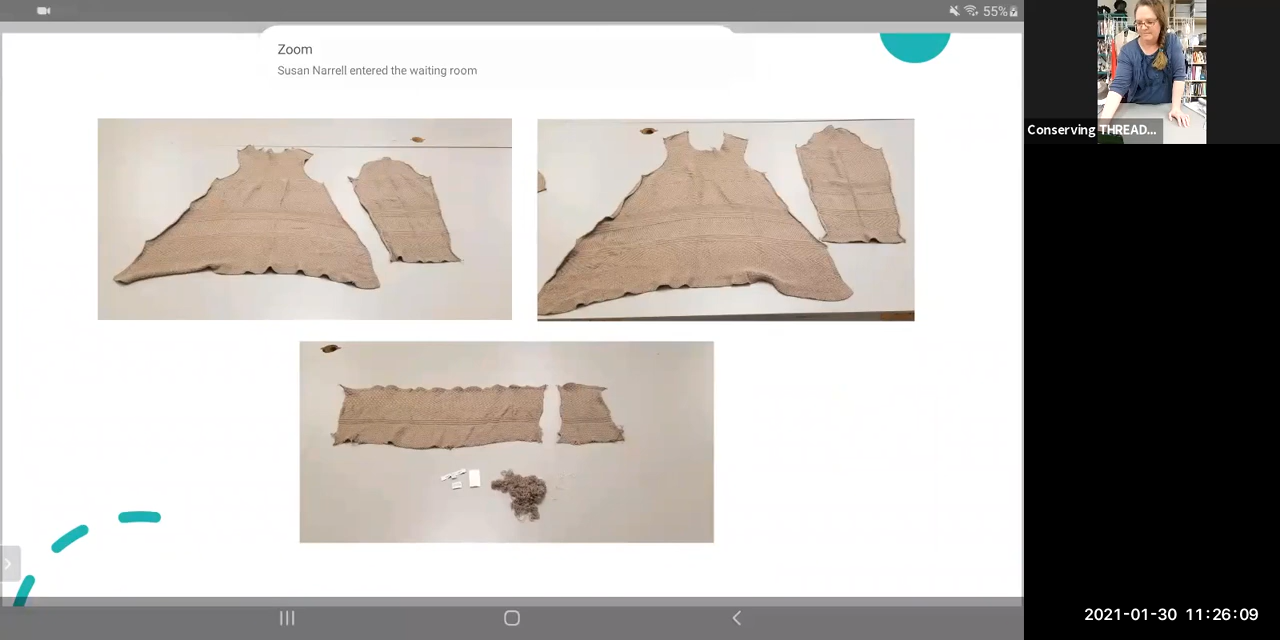 55%
Zoom
Susan Narrell entered the waiting room
Conserving THREAD...
2021-01-30 11:26:09